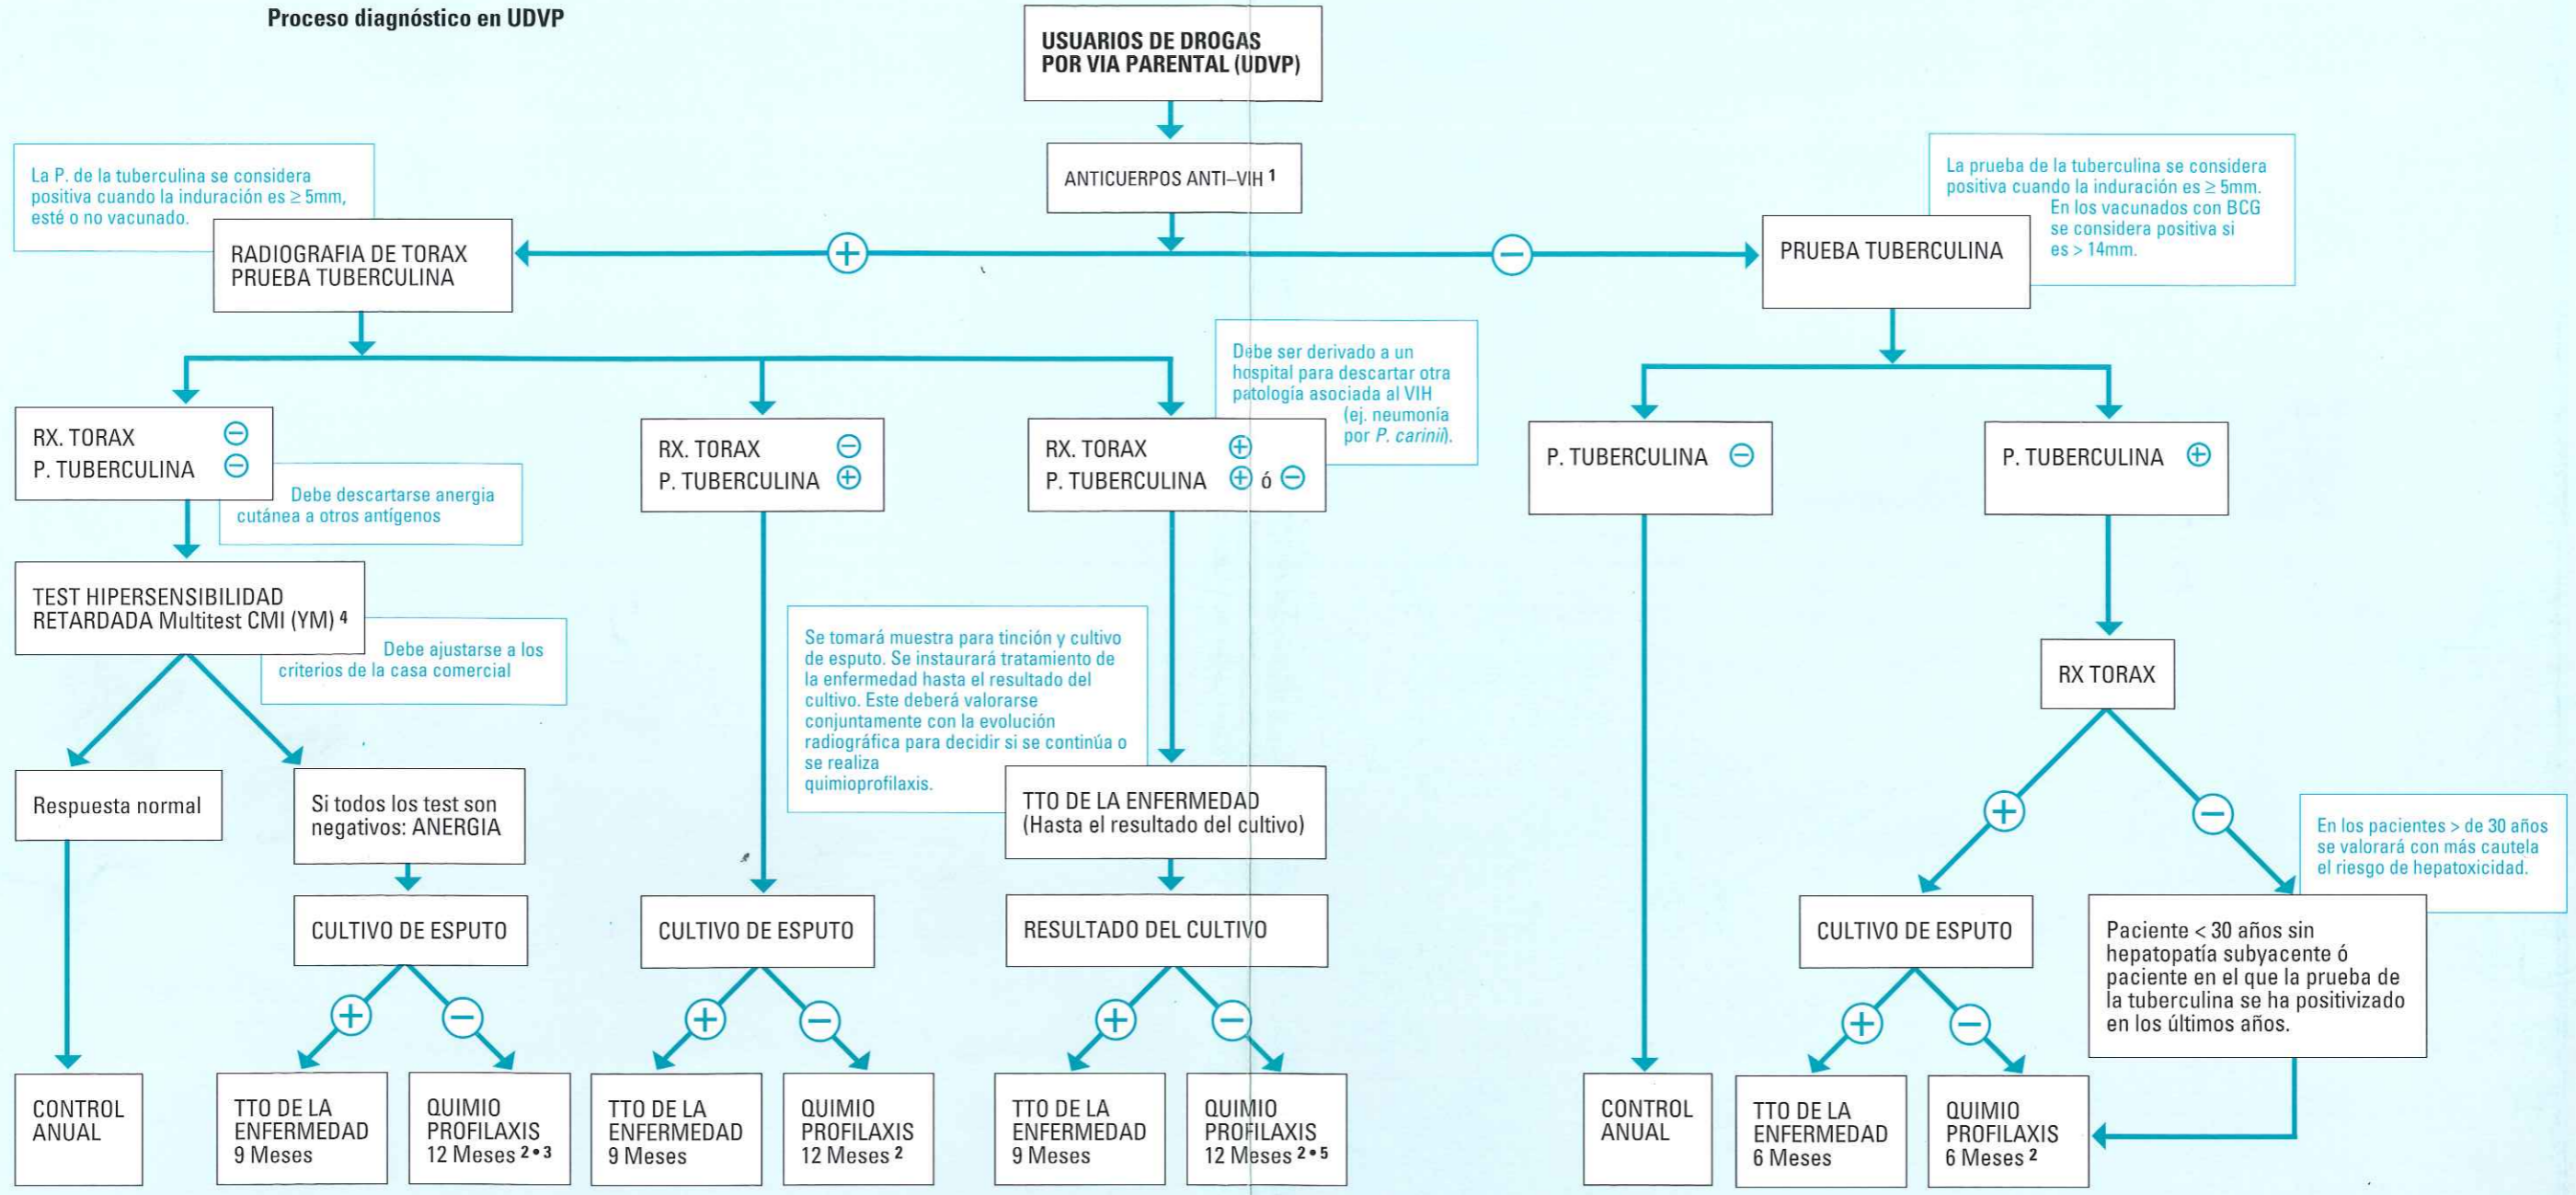 Proceso diagnóstico en UDVP
USUARIOS DE DROGAS
POR VIA PARENTAL (UDVP)
ANTICUERPOS ANTI–VIH 1
La P. de la tuberculina se considera
positiva cuando la induración es ≥ 5mm,
esté o no vacunado.
RADIOGRAFIA DE TORAX
PRUEBA TUBERCULINA
+
−
La prueba de la tuberculina se considera
positiva cuando la induración es ≥ 5mm.
En los vacunados con BCG
se considera positiva si
es > 14mm.
PRUEBA TUBERCULINA
RX. TORAX −
P. TUBERCULINA −
Debe descartarse anergia
cutánea a otros antígenos
RX. TORAX −
P. TUBERCULINA +
Debe ser derivado a un
hospital para descartar otra
patología asociada al VIH
(ej. neumonía
por P. carinii).
RX. TORAX +
P. TUBERCULINA + ó −
P. TUBERCULINA −
P. TUBERCULINA +
TEST HIPERSENSIBILIDAD
RETARDADA Multitest CMI (YM) 4
Debe ajustarse a los
criterios de la casa comercial
Se tomará muestra para tinción y cultivo
de esputo. Se instaurará tratamiento de
la enfermedad hasta el resultado del
cultivo. Este deberá valorarse
conjuntamente con la evolución
radiográfica para decidir si se continúa o
se realiza
quimioprofilaxis.
RX TORAX
Respuesta normal
Si todos los test son
negativos: ANERGIA
TTO DE LA ENFERMEDAD
(Hasta el resultado del cultivo)
+
−
En los pacientes > de 30 años
se valorará con más cautela
el riesgo de hepatoxicidad.
CULTIVO DE ESPUTO
CULTIVO DE ESPUTO
RESULTADO DEL CULTIVO
CULTIVO DE ESPUTO
Paciente < 30 años sin
hepatopatía subyacente ó
paciente en el que la prueba de
la tuberculina se ha positivizado
en los últimos años.
+
−
+
−
+
−
+
−
CONTROL
ANUAL
TTO DE LA
ENFERMEDAD
9 Meses
QUIMIO
PROFILAXIS
12 Meses 2 • 3
TTO DE LA
ENFERMEDAD
9 Meses
QUIMIO
PROFILAXIS
12 Meses 2
TTO DE LA
ENFERMEDAD
9 Meses
QUIMIO
PROFILAXIS
12 Meses 2 • 5
CONTROL
ANUAL
TTO DE LA
ENFERMEDAD
6 Meses
QUIMIO
PROFILAXIS
6 Meses 2